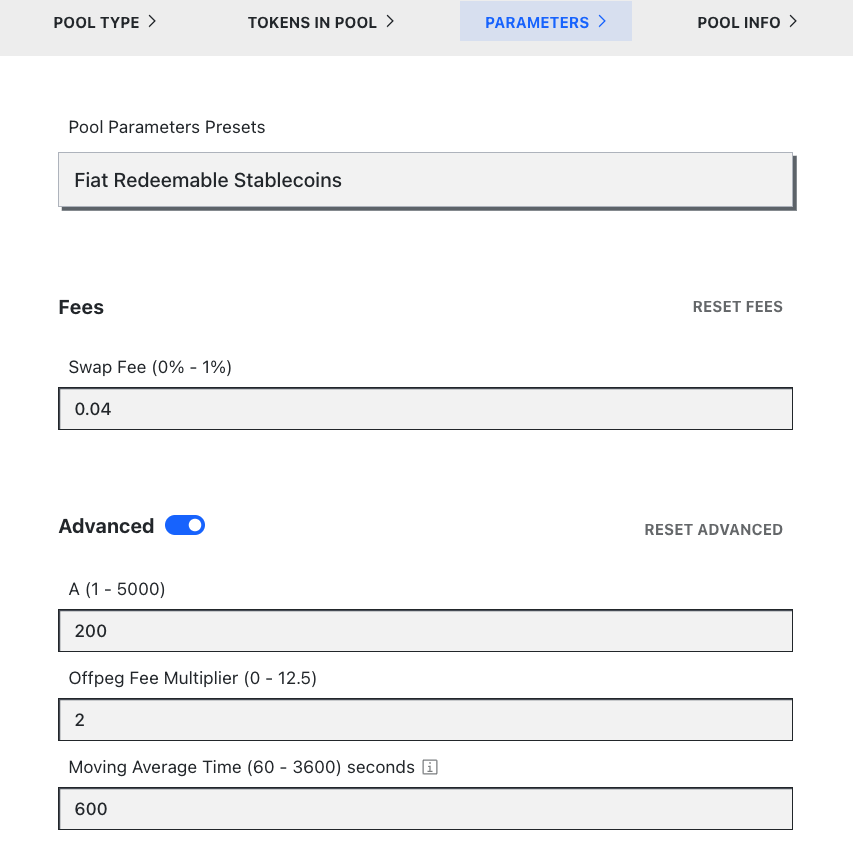 POOL TYPE > TOKENS IN POOL > PARAMETERS > POOL INFO >
Pool Parameters Presets
Fiat Redeemable Stablecoins
Fees RESET FEES
Swap Fee (0% - 1%)
0.04
Advanced RESET ADVANCED
A (1 - 5000)
200
Offpeg Fee Multiplier (0 - 12.5)
2
Moving Average Time (60 - 3600) seconds i
600